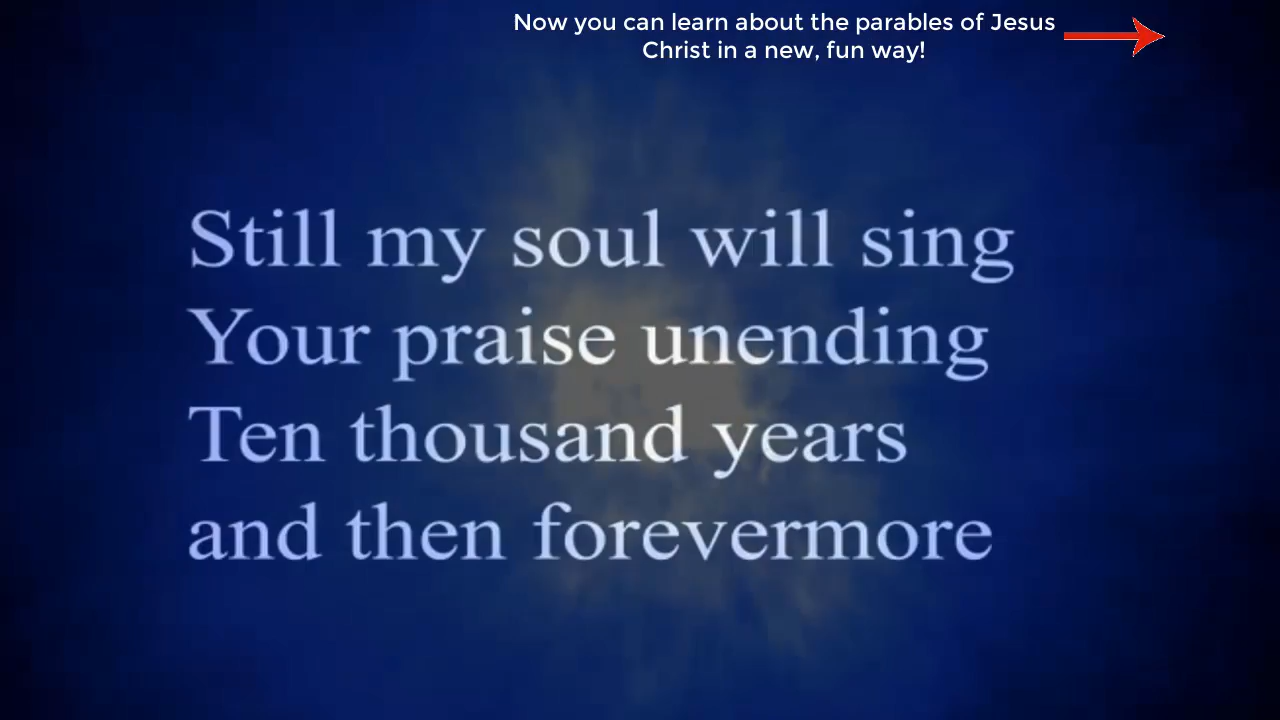 Now you can learn about the parables of Jesus
Christ in a new, fun way!
Still my soul will sing
Your praise unending
Ten thousand years
and then forevermore